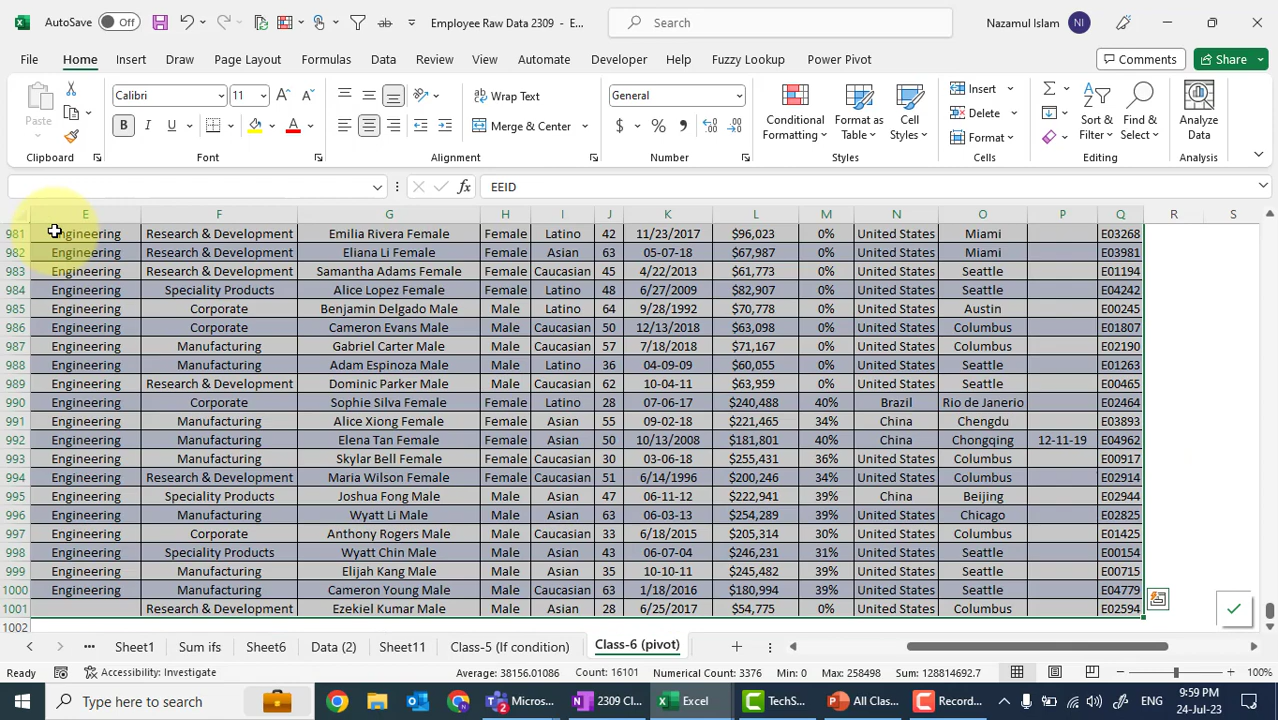 AutoSave Off Employee Raw Data 2309 - E... Search Nazamul Islam NI
File Home Insert Draw Page Layout Formulas Data Review View Automate Developer Help Fuzzy Lookup Power Pivot Comments Share
Paste Calibri 11 Wrap Text General Conditional Formatting Format as Table Cell Styles Insert Sort & Filter Find & Select Analyze Data
B I U A Merge & Center $ % Delete Format
Clipboard Font Alignment Number Styles Cells Editing Analysis
fx EEID
E F G H I J K L M N O P Q R S
981 Engineering Research & Development Emilia Rivera Female Female Latino 42 11/23/2017 $96,023 0% United States Miami E03268
982 Engineering Research & Development Eliana Li Female Female Asian 63 05-07-18 $67,987 0% United States Miami E03981
983 Engineering Research & Development Samantha Adams Female Female Caucasian 45 4/22/2013 $61,773 0% United States Seattle E01194
984 Engineering Speciality Products Alice Lopez Female Female Latino 48 6/27/2009 $82,907 0% United States Seattle E04242
985 Engineering Corporate Benjamin Delgado Male Male Caucasian 64 9/28/1992 $70,778 0% United States Austin E00245
986 Engineering Corporate Cameron Evans Male Male Caucasian 50 12/13/2018 $63,098 0% United States Columbus E01807
987 Engineering Manufacturing Gabriel Carter Male Male Caucasian 57 7/18/2018 $71,167 0% United States Columbus E02190
988 Engineering Manufacturing Adam Espinoza Male Male Latino 36 04-09-09 $60,055 0% United States Seattle E01263
989 Engineering Research & Development Dominic Parker Male Male Caucasian 62 10-04-11 $63,959 0% United States Seattle E00465
990 Engineering Corporate Sophie Silva Female Female Latino 28 07-06-17 $240,488 40% Brazil Rio de Janerio E02464
991 Engineering Manufacturing Alice Xiong Female Female Asian 55 09-02-18 $221,465 34% China Chengdu E03893
992 Engineering Manufacturing Elena Tan Female Female Asian 50 10/13/2008 $181,801 40% China Chongqing 12-11-19 E04962
993 Engineering Manufacturing Skylar Bell Female Female Caucasian 30 03-06-18 $255,431 36% United States Columbus E00917
994 Engineering Research & Development Maria Wilson Female Female Caucasian 51 6/14/1996 $200,246 34% United States Columbus E02914
995 Engineering Speciality Products Joshua Fong Male Male Asian 47 06-11-12 $222,941 39% China Beijing E02944
996 Engineering Manufacturing Wyatt Li Male Male Asian 63 06-03-13 $254,289 39% United States Chicago E02825
997 Engineering Corporate Anthony Rogers Male Male Caucasian 33 6/18/2015 $205,314 30% United States Columbus E01425
998 Engineering Speciality Products Wyatt Chin Male Male Asian 43 06-07-04 $246,231 31% United States Seattle E00154
999 Engineering Manufacturing Elijah Kang Male Male Asian 35 10-10-11 $245,482 39% United States Seattle E00715
1000 Engineering Manufacturing Cameron Young Male Male Caucasian 63 1/18/2016 $180,994 39% United States Columbus E04779
1001 Research & Development Ezekiel Kumar Male Male Asian 28 6/25/2017 $54,775 0% United States Columbus E02594
1002
Sheet1 Sum ifs Sheet6 Data (2) Sheet11 Class-5 (If condition) Class-6 (pivot)
Ready Accessibility: Investigate Average: 38156.01086 Count: 16101 Numerical Count: 3376 Min: 0 Max: 258498 Sum: 128814692.7 100%
Type here to search Micros... 2309 Cl... Excel TechS... All Clas... Record... ENG 9:59 PM
24-Jul-23